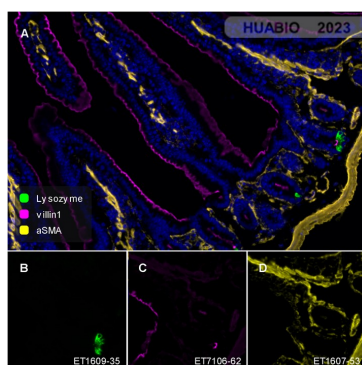 HUABIO 2023
A
Lysozyme
villin1
aSMA
B
ET1609-35
C
ET7106-62
D
ET1607-53